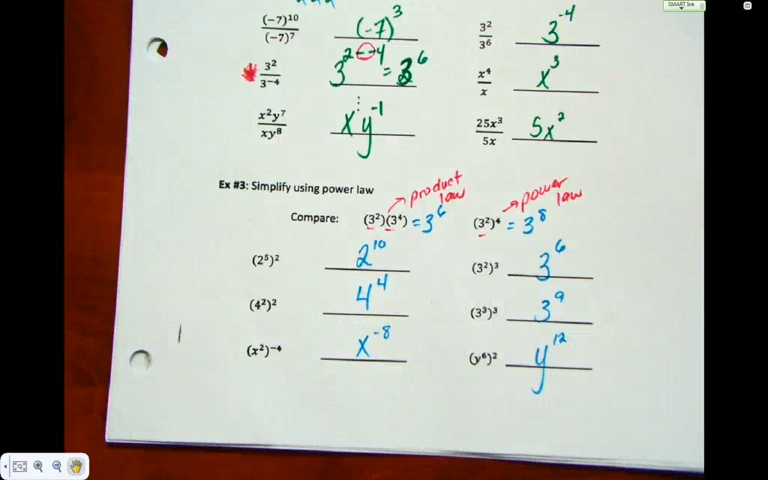 SMART Ink
(-7)^10/(-7)^7 (-7)^3 3^2/3^6 3^-4
* 3^2/3^-4 3^2--4 = 3^6 x^4/x x^3
x^2y^7/xy^8 xy^-1 25x^3/5x 5x^2
Ex #3: Simplify using power law
→ product law → power law
Compare: (3^2)(3^4) = 3^6 (3^2)^4 = 3^8
(2^5)^2 2^10 (3^2)^3 3^6
(4^2)^2 4^4 (3^3)^3 3^9
(x^2)^-4 x^-8 (y^6)^2 y^12